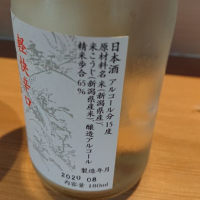 日本酒 アルコール分15度
原材料名 米(新潟県産)、
米こうじ(新潟県産米)、醸造アルコール
精米歩合65%
製造年月
2020 08
内容量 180ml